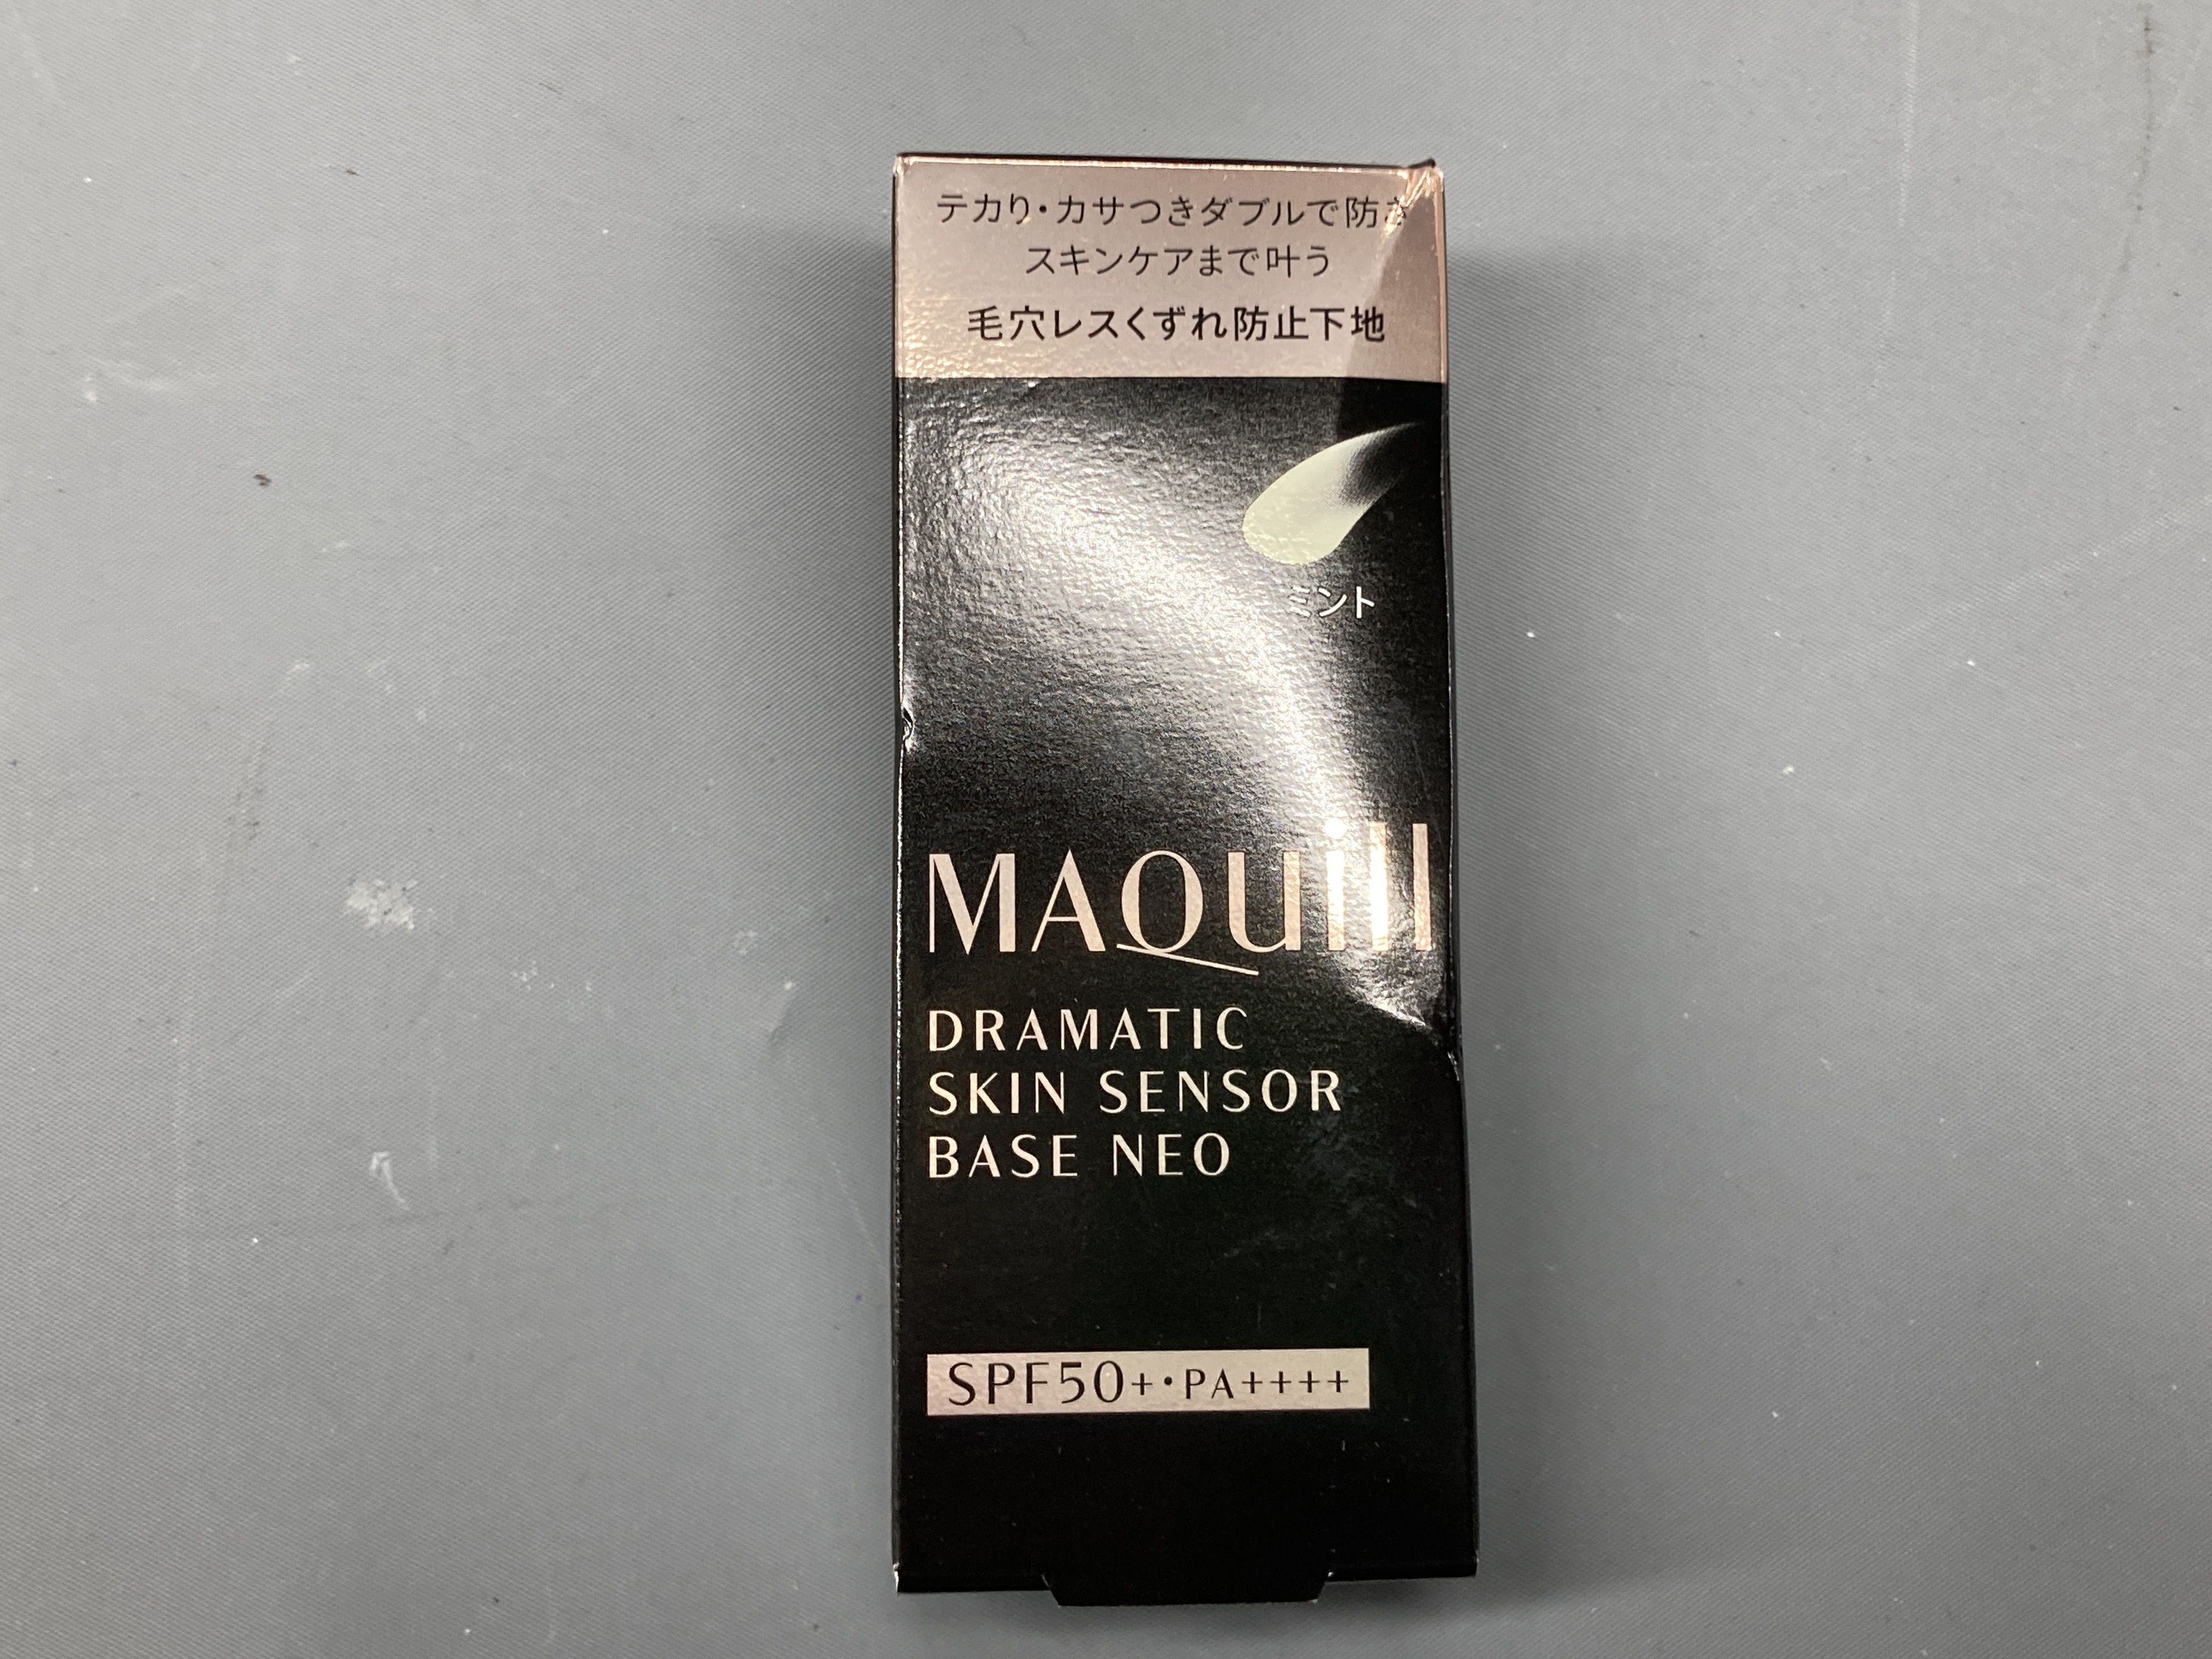 テカリ・カサつきダブルで防ぎ
スキンケアまで叶う
毛穴レスくずれ防止下地
ミント
MAQuill
DRAMATIC
SKIN SENSOR
BASE NEO
SPF50+・PA++++